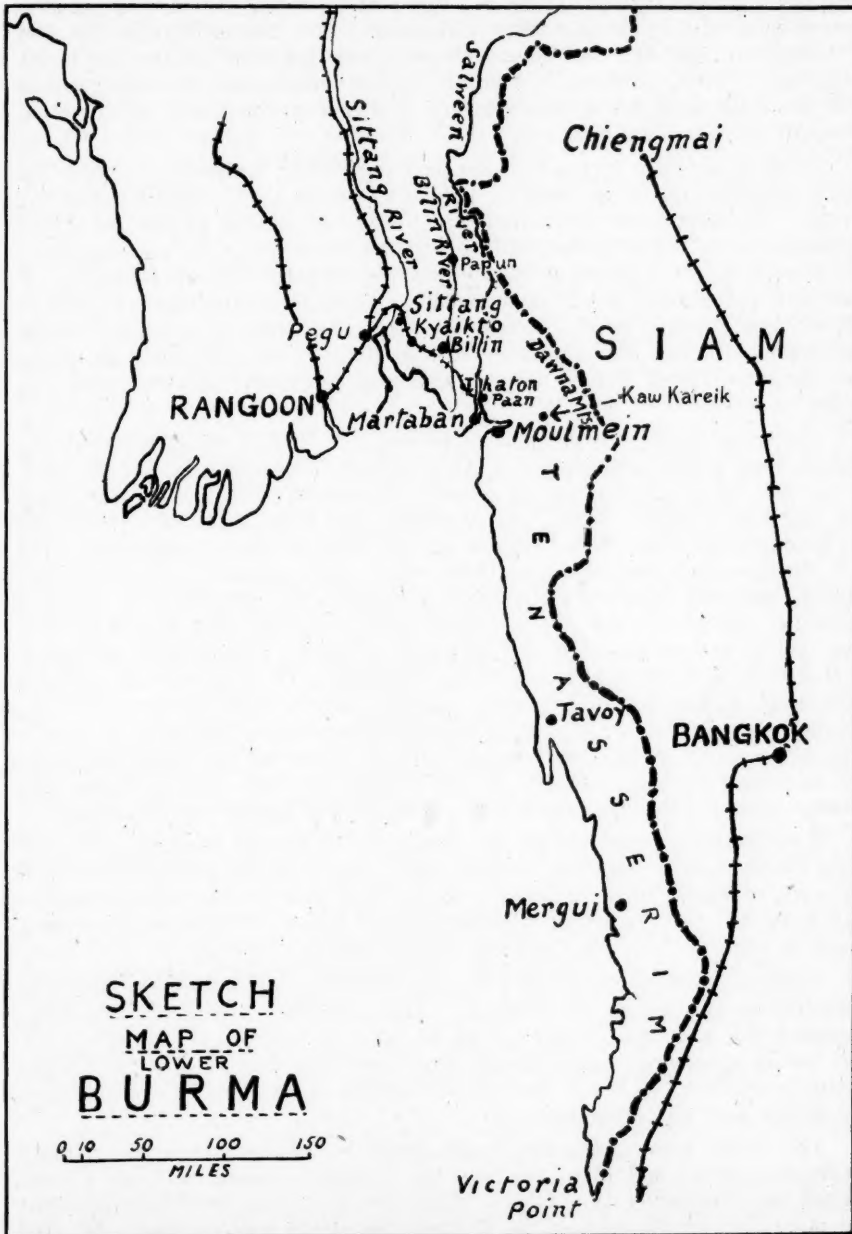 Salween
Sittang
River
Bilin River
River
Chiengmai
Papun
Sittang
Kyaikto
Bilin
Pegu
SIAM
Dawna Mts.
Thaton
Kaw Kareik
RANGOON
Paan
Martaban
Moulmein
TENASSERIM
Tavoy
BANGKOK
Mergui
SKETCH
MAP OF
LOWER
BURMA
0 10 50 100 150
MILES
Victoria
Point